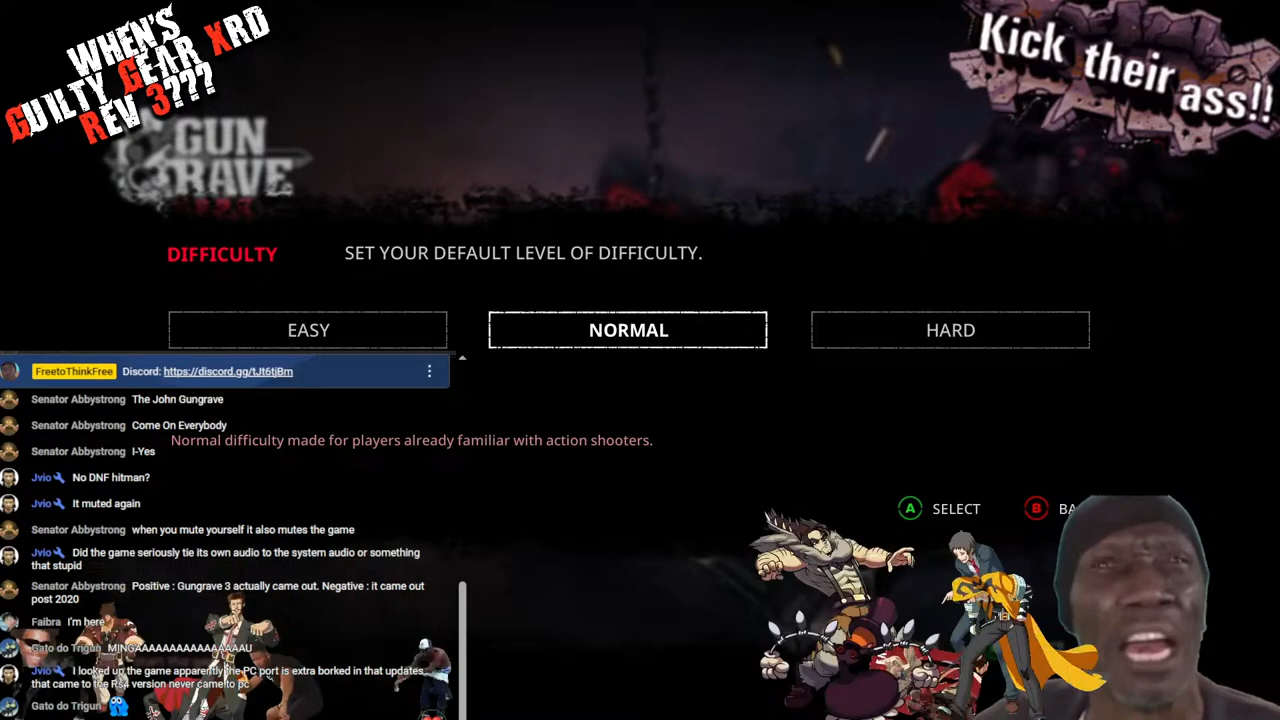 WHEN'S
GUILTY GEAR XRD
REV 3???
Kick their ass!!
GUN
GRAVE
DIFFICULTY SET YOUR DEFAULT LEVEL OF DIFFICULTY.
EASY NORMAL HARD
FreetoThinkFree Discord: https://discord.gg/tJt6tjBm
Senator Abbystrong The John Gungrave
Senator Abbystrong Come On Everybody
Normal difficulty made for players already familiar with action shooters.
Senator Abbystrong I-Yes
Jvio No DNF hitman?
Jvio It muted again
A SELECT B BA
Senator Abbystrong when you mute yourself it also mutes the game
Jvio Did the game seriously tie its own audio to the system audio or something
that stupid
Senator Abbystrong Positive : Gungrave 3 actually came out. Negative : it came out
post 2020
Faibra I'm here
Gato do Trigun MINGAAAAAAAAAAAAAAU
Jvio I looked up the game apparently the PC port is extra borked in that updates
that came to the Rs4 version never came to pc
Gato do Trigun